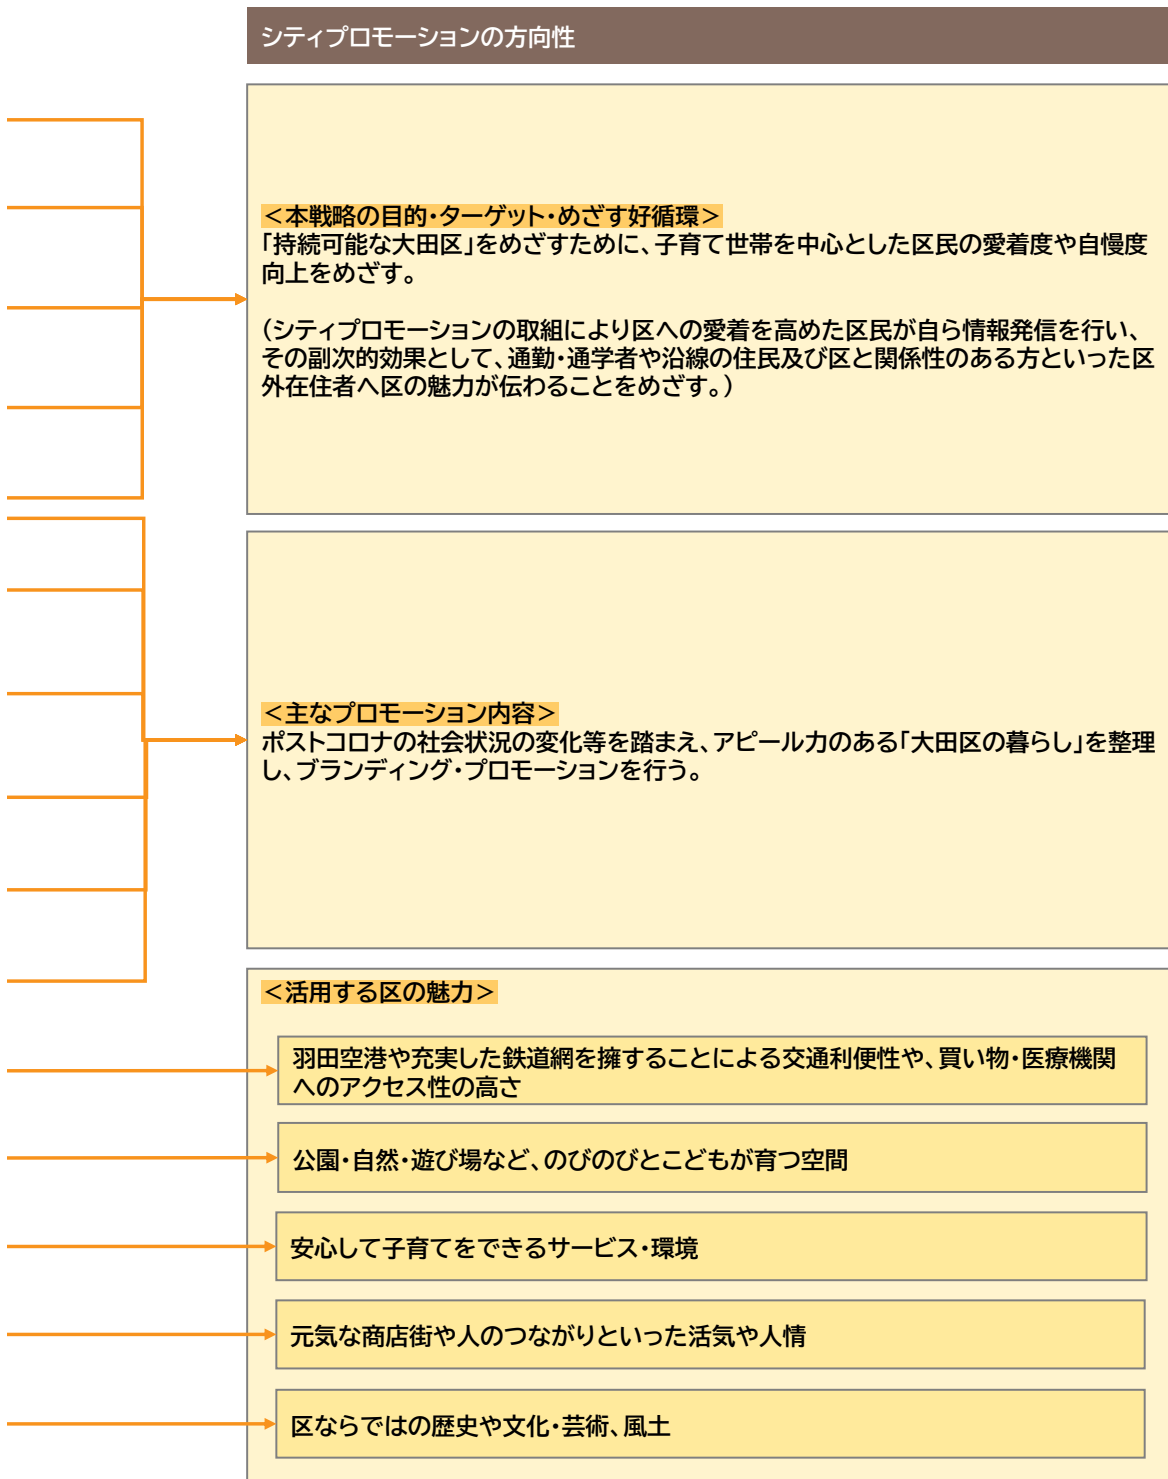 シティプロモーションの方向性
＜本戦略の目的・ターゲット・めざす好循環＞
「持続可能な大田区」をめざすために、子育て世帯を中心とした区民の愛着度や自慢度
向上をめざす。
（シティプロモーションの取組により区への愛着を高めた区民が自ら情報発信を行い、
その副次的効果として、通勤・通学者や沿線の住民及び区と関係性のある方といった区
外在住者へ区の魅力が伝わることをめざす。）
＜主なプロモーション内容＞
ポストコロナの社会状況の変化等を踏まえ、アピール力のある「大田区の暮らし」を整理
し、ブランディング・プロモーションを行う。
＜活用する区の魅力＞
羽田空港や充実した鉄道網を擁することによる交通利便性や、買い物・医療機関
へのアクセス性の高さ
公園・自然・遊び場など、のびのびとこどもが育つ空間
安心して子育てをできるサービス・環境
元気な商店街や人のつながりといった活気や人情
区ならではの歴史や文化・芸術、風土